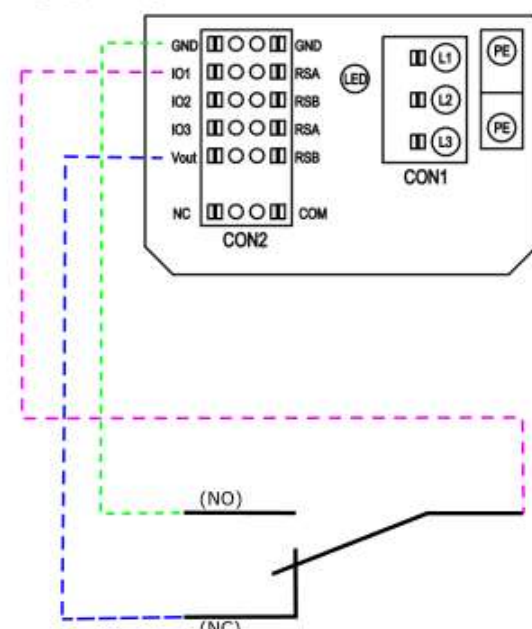 GND GND
IO1 RSA
IO2 RSB
IO3 RSA
Vout RSB
NC COM
CON2
LED
L1
L2
L3
CON1
PE
PE
(NO)
(NC)